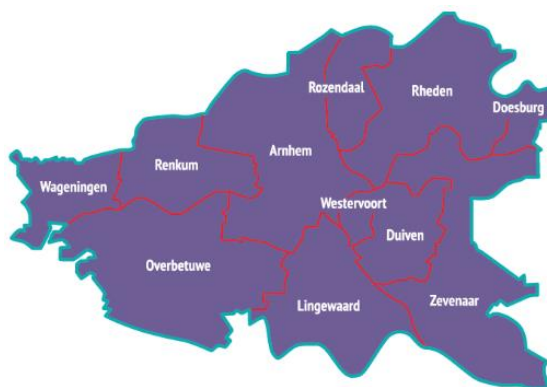 Rozendaal
Rheden
Doesburg
Arnhem
Renkum
Wageningen
Westervoort
Duiven
Overbetuwe
Lingewaard
Zevenaar